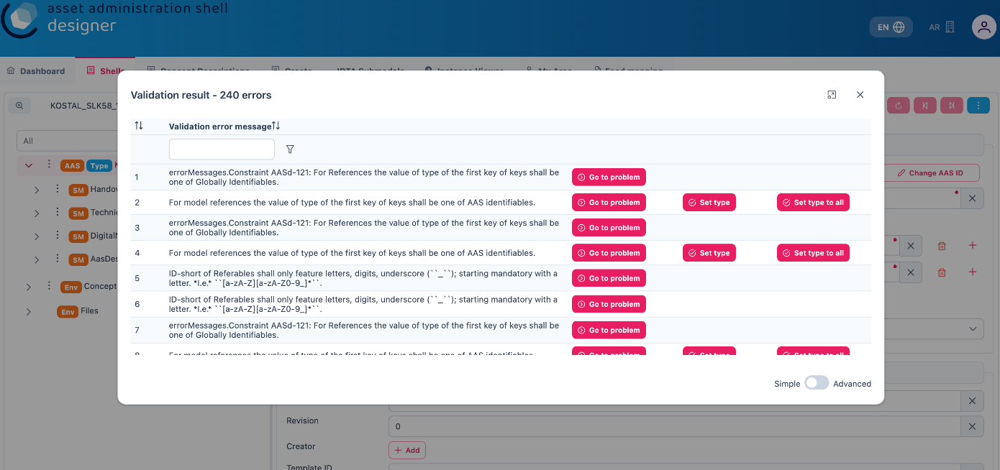 asset administration shell
designer
EN
AR
Dashboard
Shells
Concept Descriptions
Create
IDTA Submodels
Instance Viewer
My Area
Feed mapping
KOSTAL_SLK58_
All
AAS Type
SM Handov
SM Technic
SM DigitalN
SM AasDes
Env Concept
Env Files
Change AAS ID
Validation result - 240 errors
Validation error message
1
errorMessages.Constraint AASd-121: For References the value of type of the first key of keys shall be
one of Globally Identifiables.
Go to problem
2
For model references the value of type of the first key of keys shall be one of AAS identifiables.
Go to problem
Set type
Set type to all
3
errorMessages.Constraint AASd-121: For References the value of type of the first key of keys shall be
one of Globally Identifiables.
Go to problem
4
For model references the value of type of the first key of keys shall be one of AAS identifiables.
Go to problem
Set type
Set type to all
5
ID-short of Referables shall only feature letters, digits, underscore (``_``); starting mandatory with a
letter. *I.e.* ``[a-zA-Z][a-zA-Z0-9_]*``.
Go to problem
6
ID-short of Referables shall only feature letters, digits, underscore (``_``); starting mandatory with a
letter. *I.e.* ``[a-zA-Z][a-zA-Z0-9_]*``.
Go to problem
7
errorMessages.Constraint AASd-121: For References the value of type of the first key of keys shall be
one of Globally Identifiables.
Go to problem
8
For model references the value of type of the first key of keys shall be one of AAS identifiables.
Go to problem
Set type
Set type to all
Simple
Advanced
Revision
0
Creator
Add
Template ID